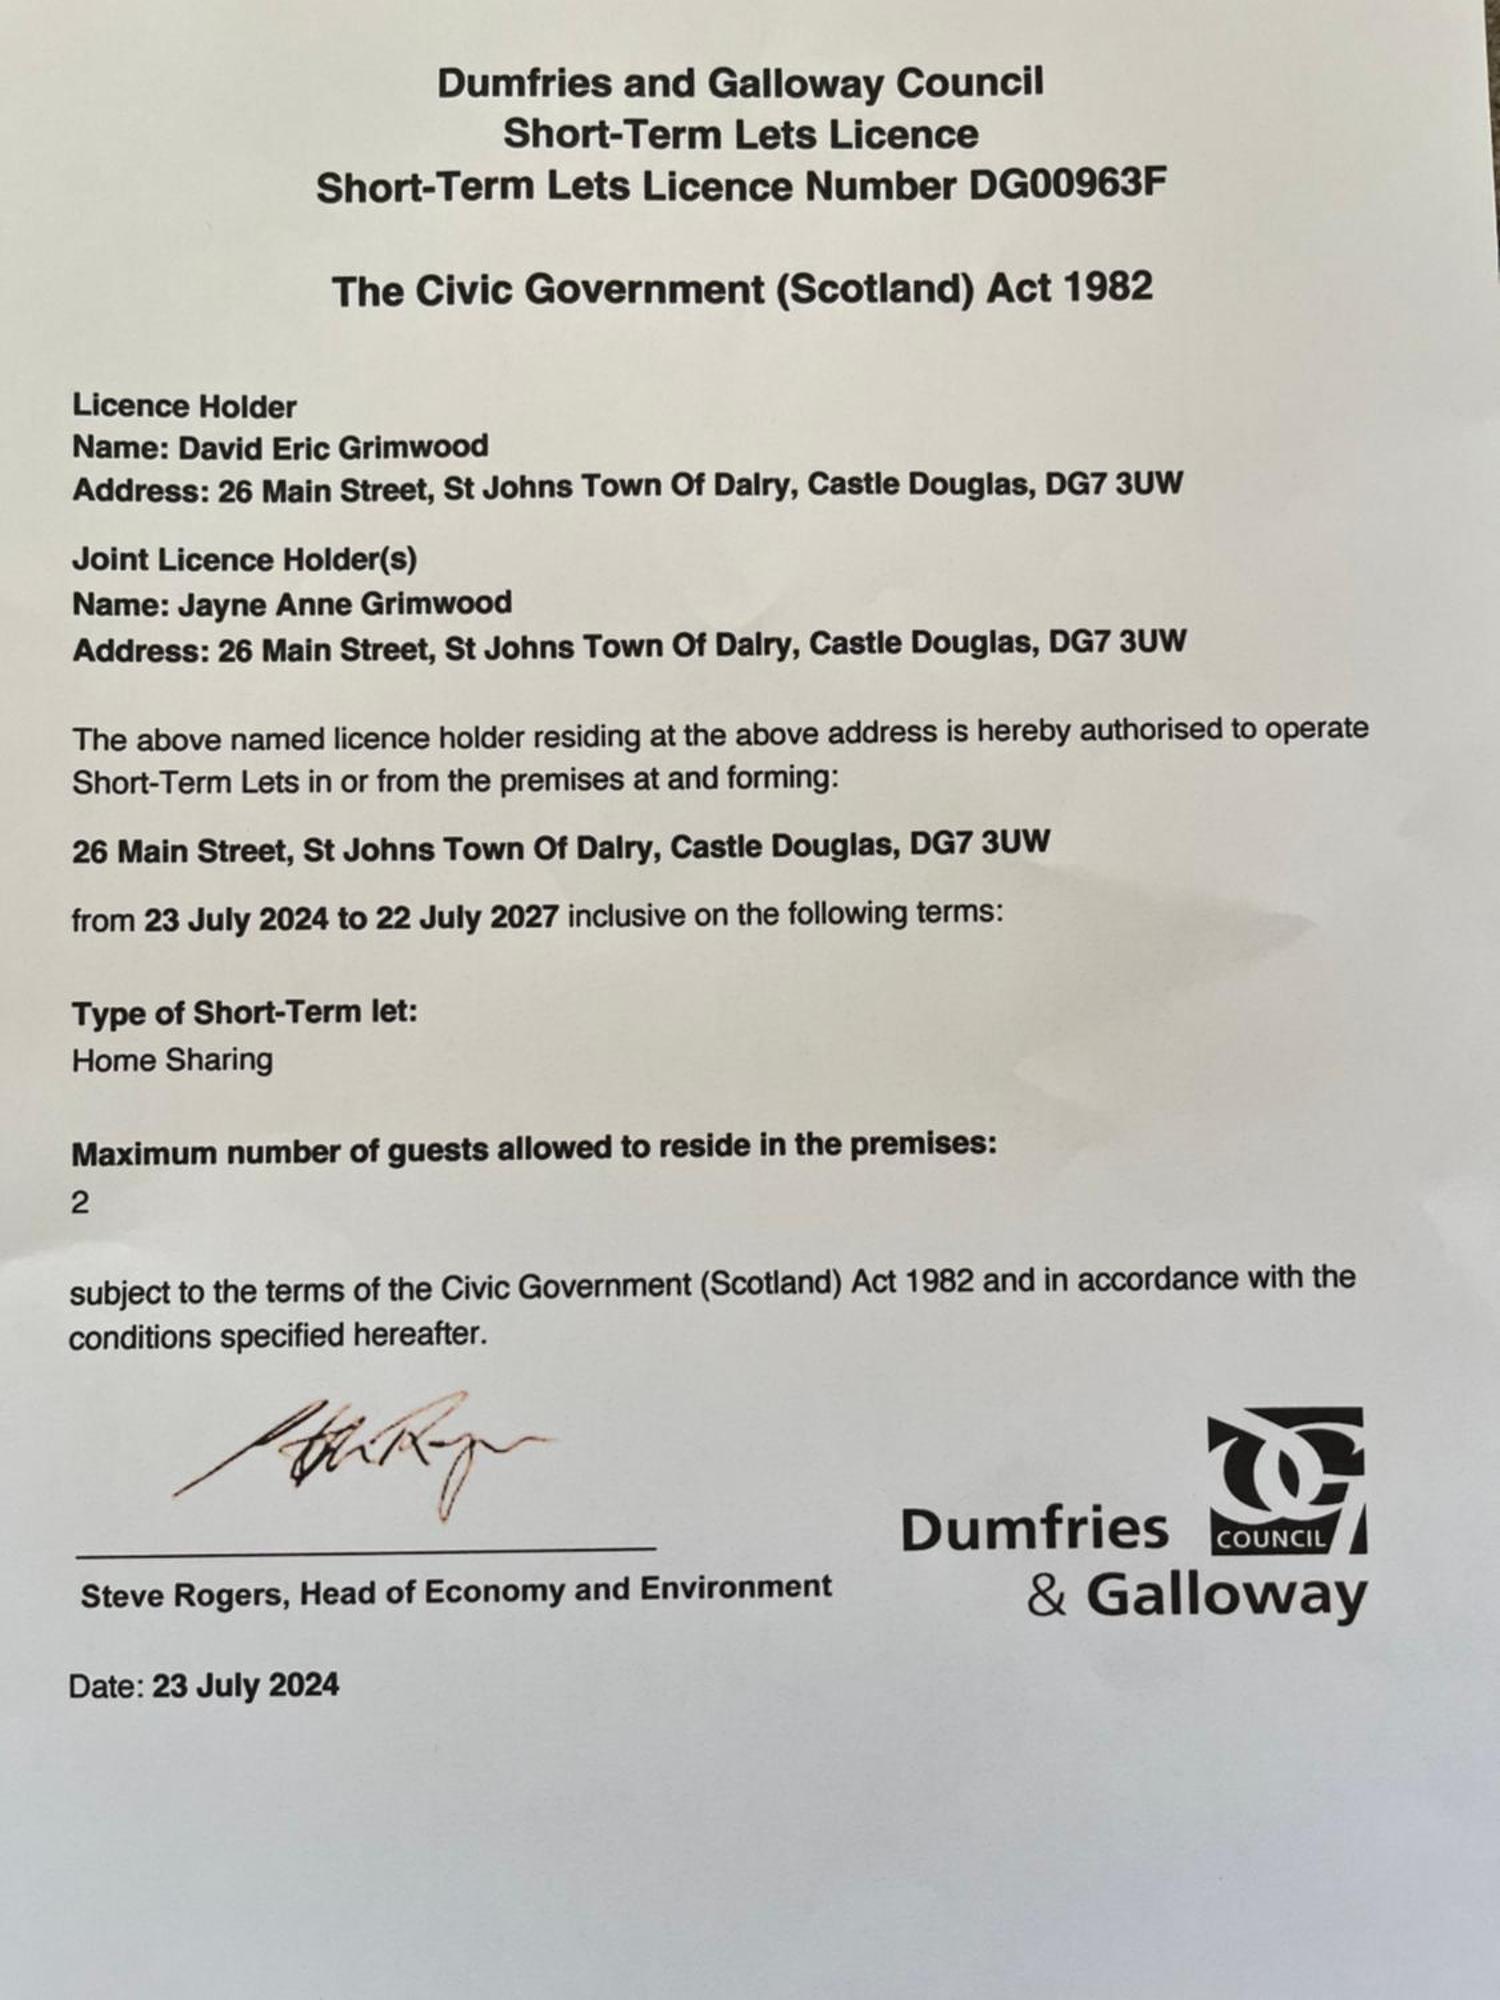 Dumfries and Galloway Council
Short-Term Lets Licence
Short-Term Lets Licence Number DG00963F
The Civic Government (Scotland) Act 1982
Licence Holder
Name: David Eric Grimwood
Address: 26 Main Street, St Johns Town Of Dalry, Castle Douglas, DG7 3UW
Joint Licence Holder(s)
Name: Jayne Anne Grimwood
Address: 26 Main Street, St Johns Town Of Dalry, Castle Douglas, DG7 3UW
The above named licence holder residing at the above address is hereby authorised to operate
Short-Term Lets in or from the premises at and forming:
26 Main Street, St Johns Town Of Dalry, Castle Douglas, DG7 3UW
from 23 July 2024 to 22 July 2027 inclusive on the following terms:
Type of Short-Term let:
Home Sharing
Maximum number of guests allowed to reside in the premises:
2
subject to the terms of the Civic Government (Scotland) Act 1982 and in accordance with the
conditions specified hereafter.
Steve Rogers, Head of Economy and Environment
DG
COUNCIL
Dumfries
& Galloway
Date: 23 July 2024